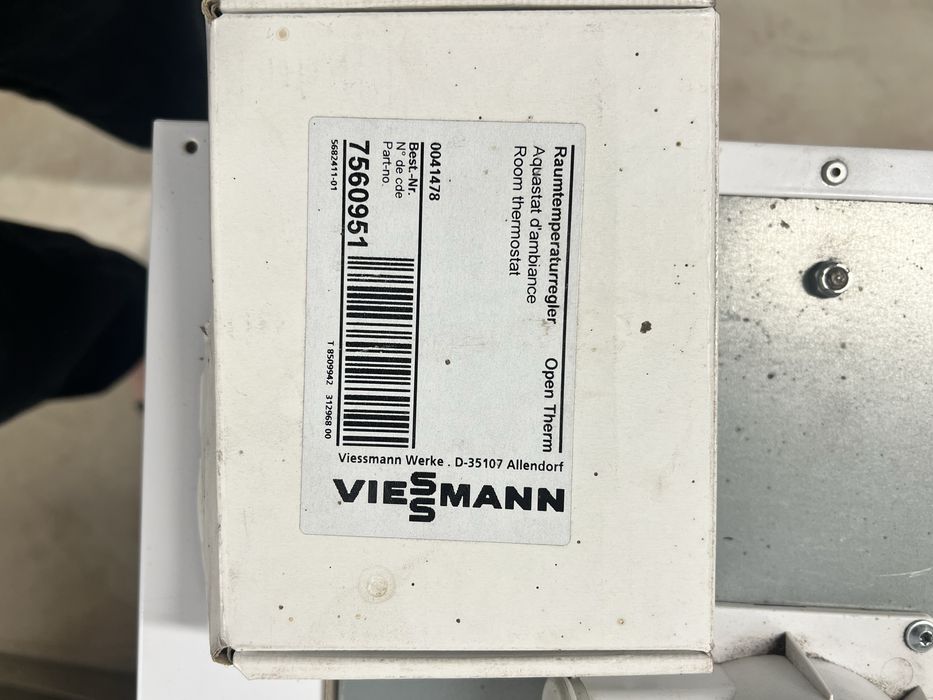 Raumtemperaturregler Open Therm
Aquastat d'ambiance
Room thermostat
0041478
Best.-Nr.
N° de cde
Part-no.
7560951
5682411-01
T 8509942 312968 00
Viessmann Werke . D-35107 Allendorf
VIESSMANN